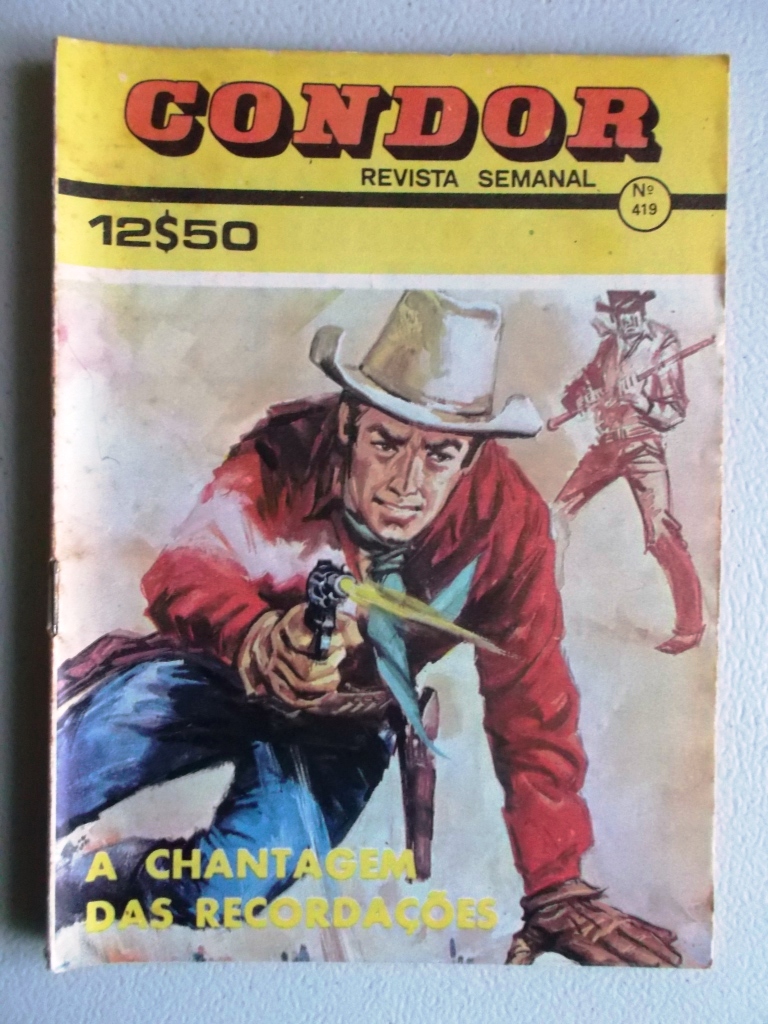 CONDOR
REVISTA SEMANAL
Nº
419
12$50
A CHANTAGEM
DAS RECORDAÇÕES